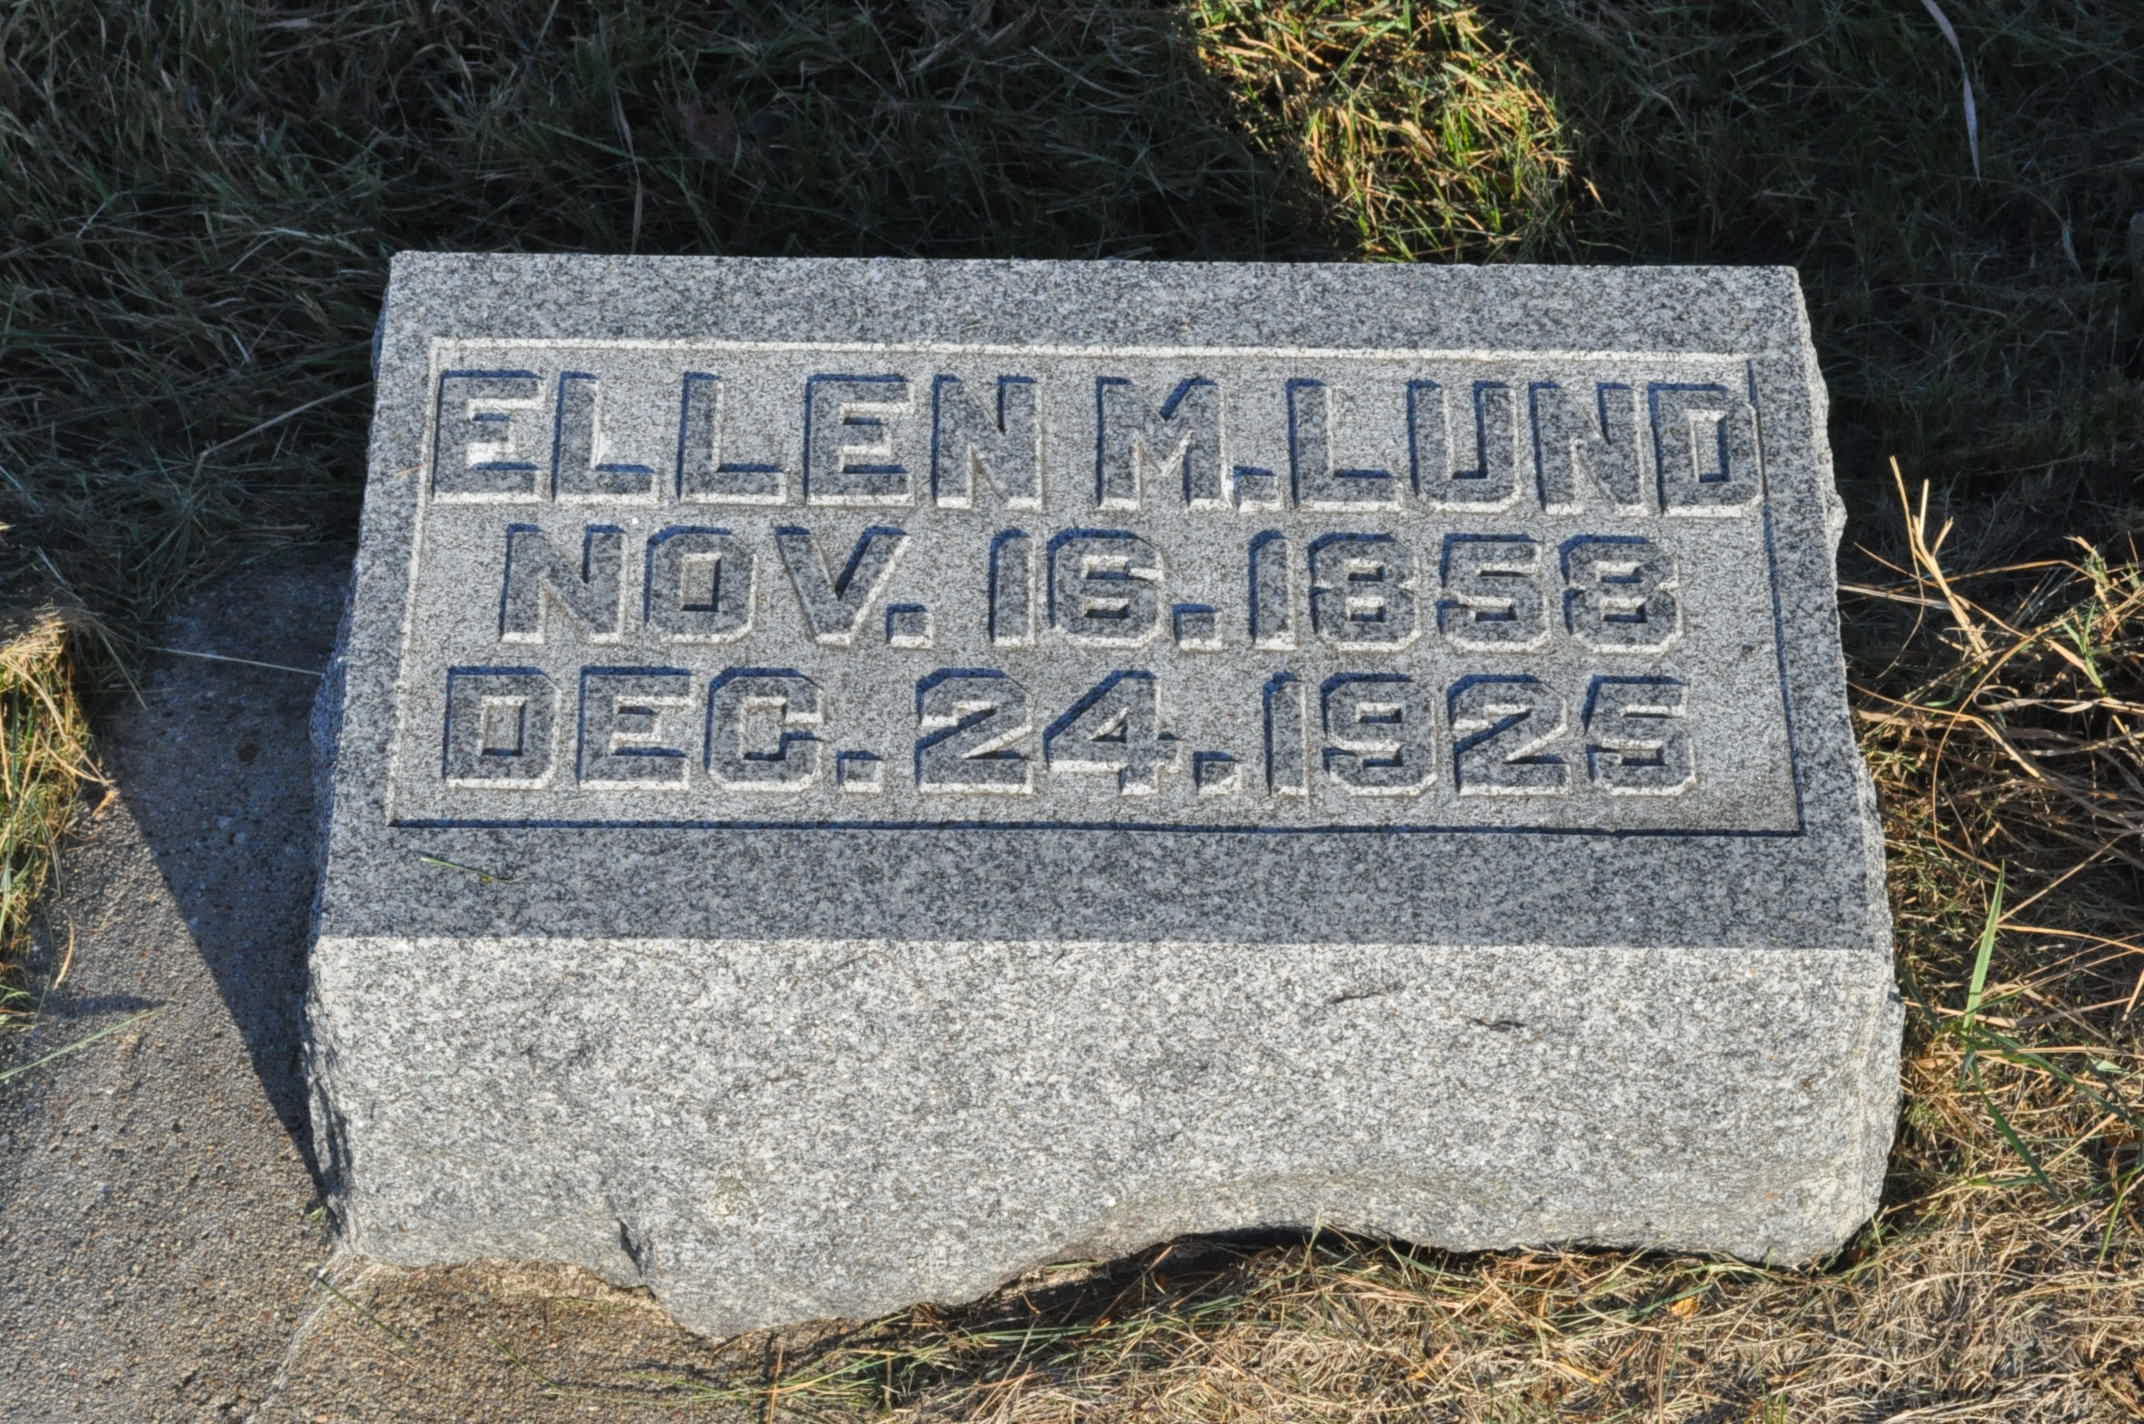 ELLEN M. LUND
NOV. 16. 1858
DEC. 24. 1925